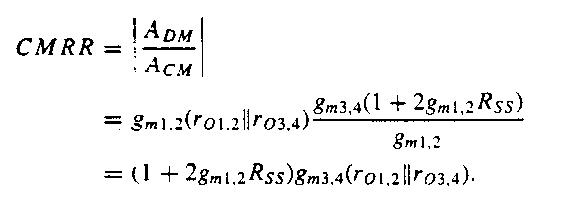 CMRR = |A_DM / A_CM|
= g_m1.2(r_O1.2||r_O3,4) g_m3,4(1 + 2g_m1,2 R_SS) / g_m1,2
= (1 + 2g_m1,2 R_SS)g_m3,4(r_O1,2||r_O3,4).